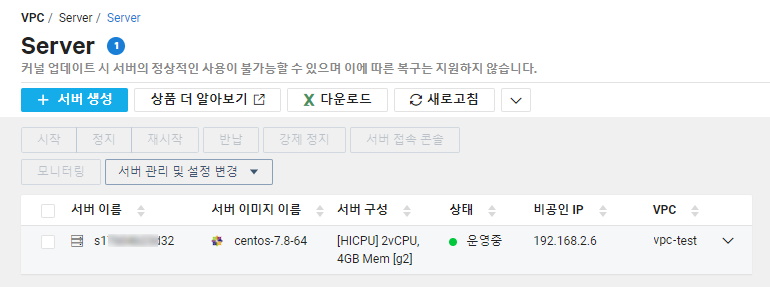 VPC / Server / Server
Server 1
커널 업데이트 시 서버의 정상적인 사용이 불가능할 수 있으며 이에 따른 복구는 지원하지 않습니다.
+ 서버 생성 상품 더 알아보기 다운로드 새로고침
시작 정지 재시작 반납 강제 정지 서버 접속 콘솔
모니터링 서버 관리 및 설정 변경
서버 이름 서버 이미지 이름 서버 구성 상태 비공인 IP VPC
centos-7.8-64 [HICPU] 2vCPU, 운영중 192.168.2.6 vpc-test
4GB Mem [g2]